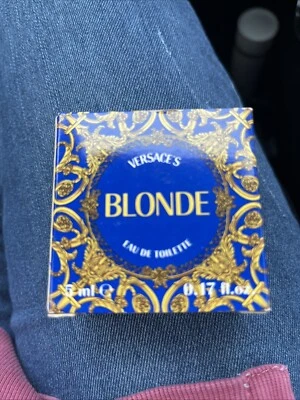 VERSACE'S
BLONDE
EAU DE TOILETTE
5 ml ℮ 0.17 fl.oz